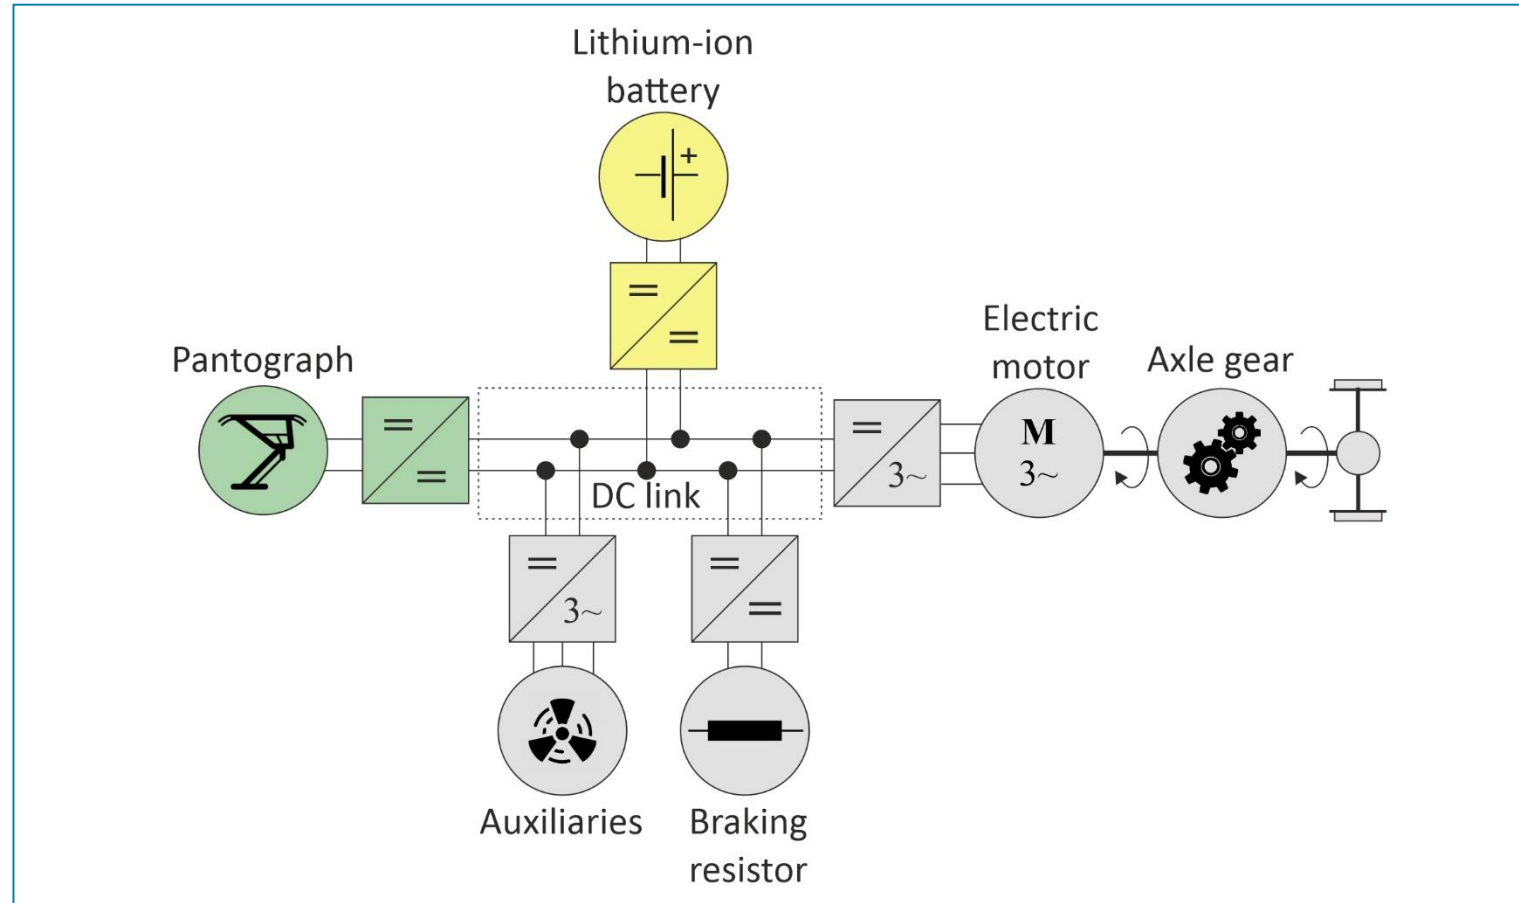 Lithium-ion
battery
+
Pantograph
Electric
motor
Axle gear
M
3~
3~
DC link
3~
Auxiliaries
Braking
resistor